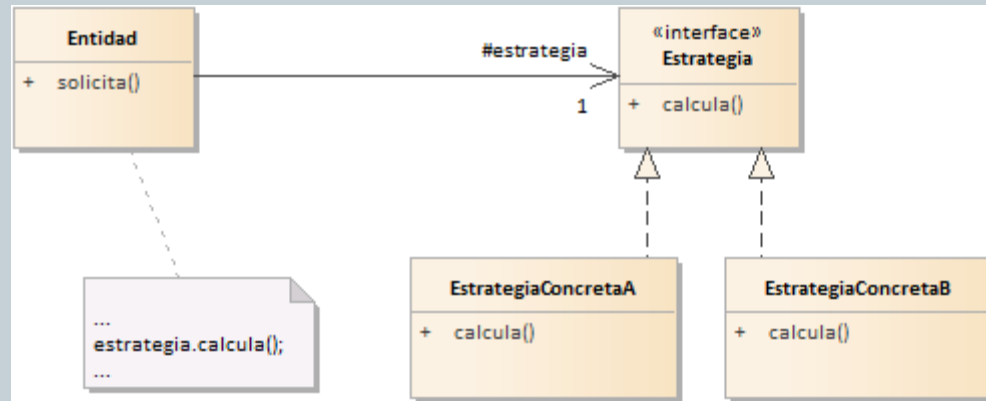 Entidad
+ solicita()
#estrategia
1
«interface»
Estrategia
+ calcula()
...
estrategia.calcula();
...
EstrategiaConcretaA
+ calcula()
EstrategiaConcretaB
+ calcula()